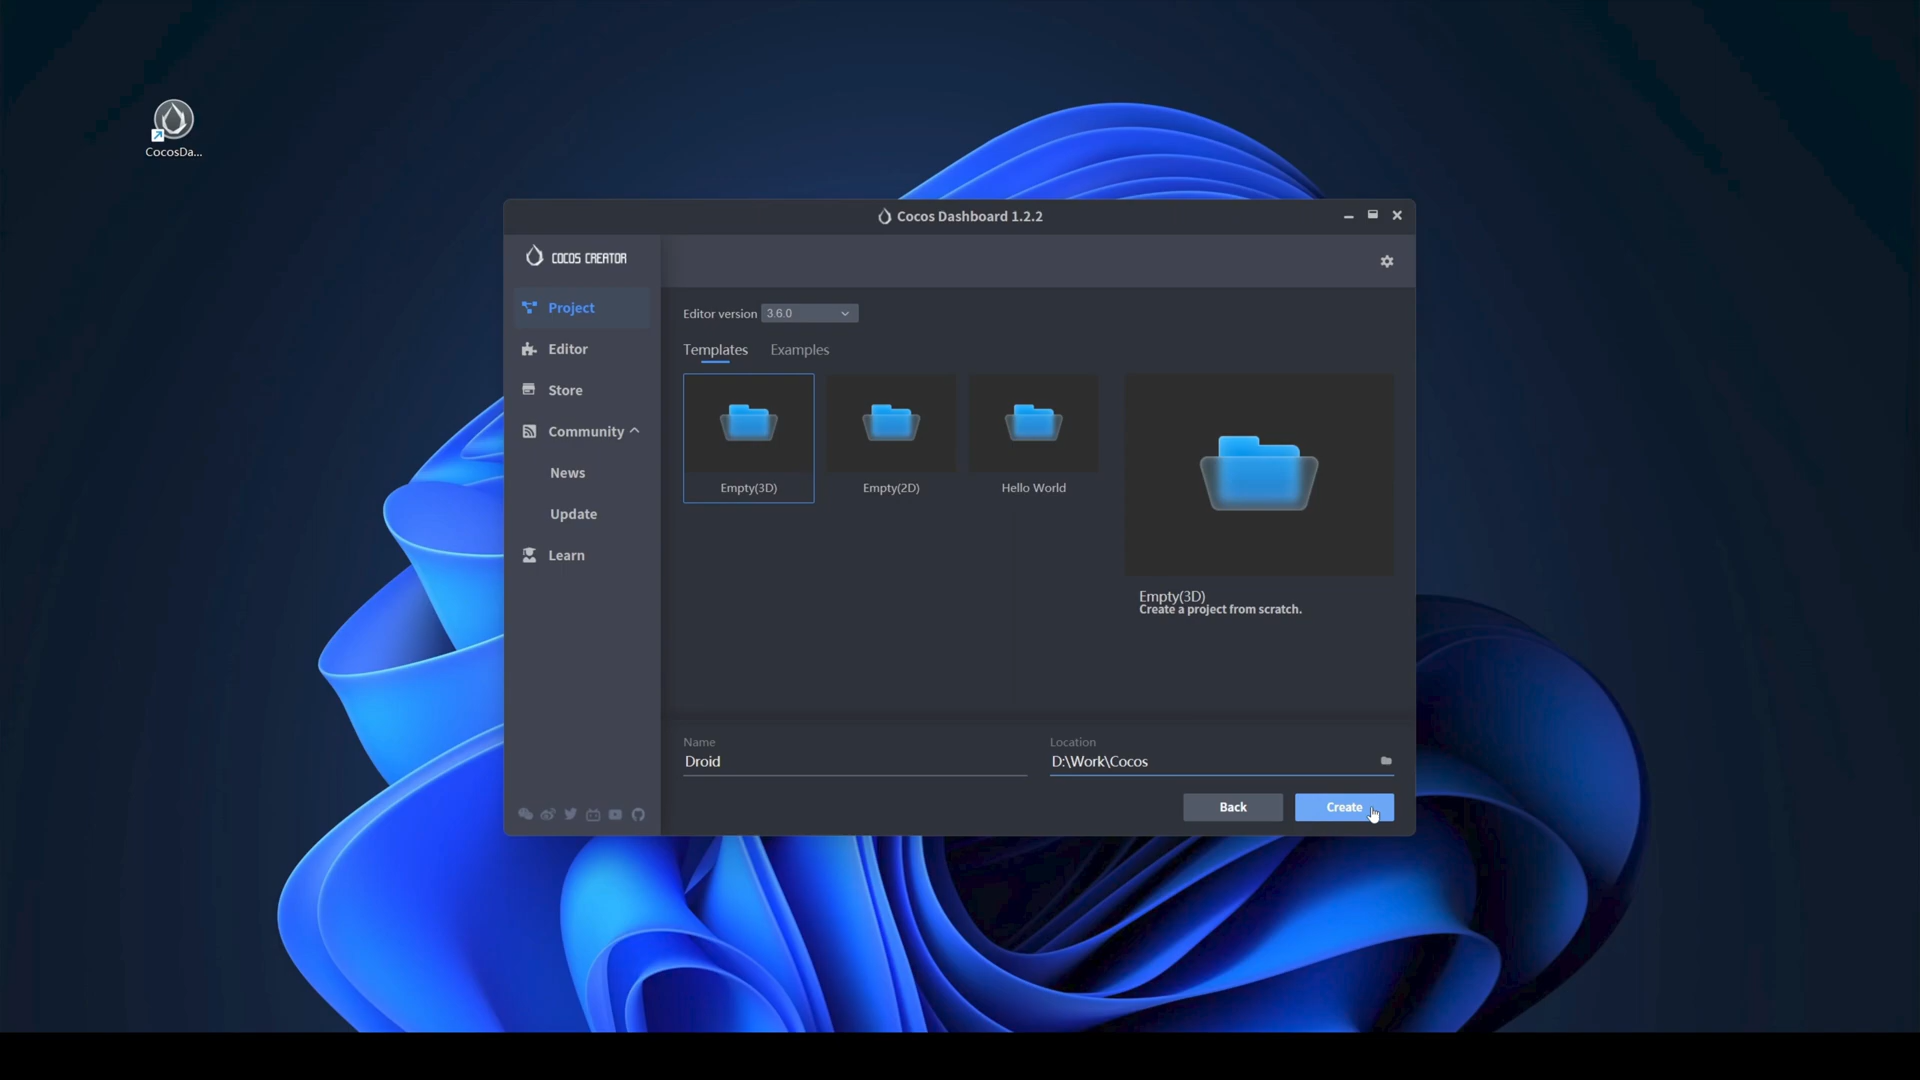 CocosDa...
Cocos Dashboard 1.2.2
COCOS CREATOR
Project
Editor
Store
Community
News
Update
Learn
Editor version 3.6.0
Templates Examples
Empty(3D) Empty(2D) Hello World
Empty(3D)
Create a project from scratch.
Name Location
Droid D:\Work\Cocos
Back Create